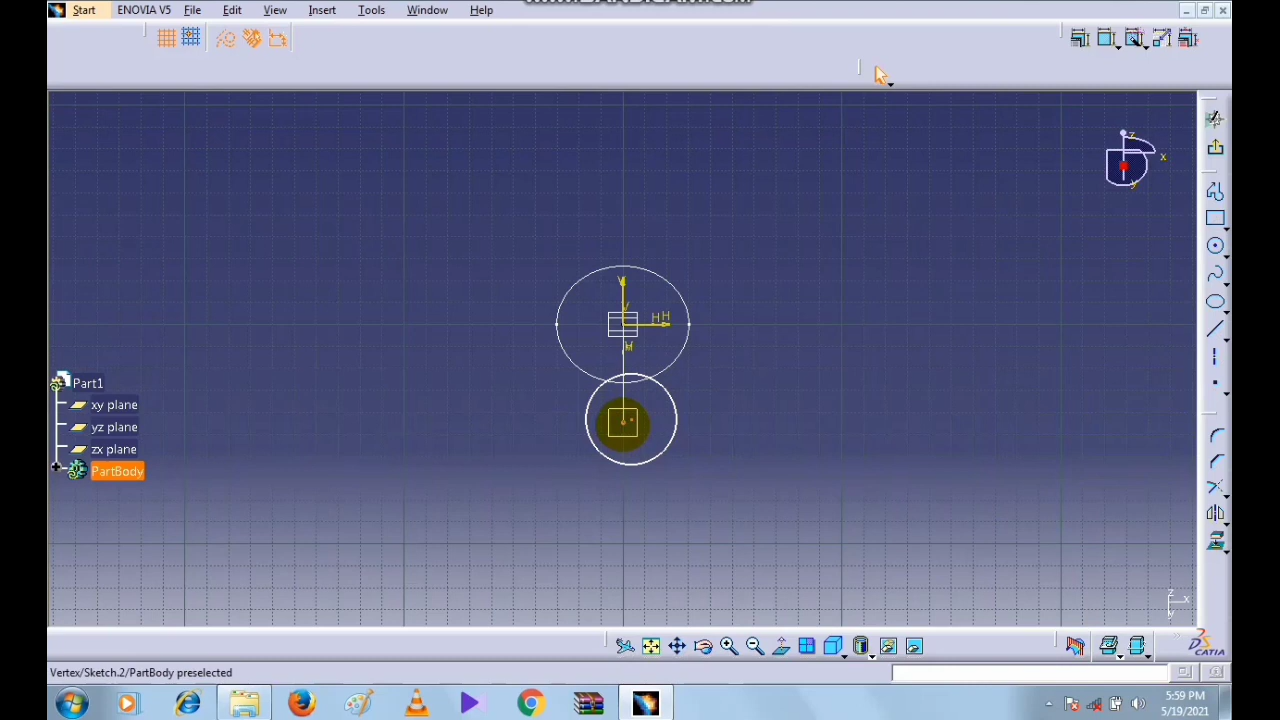 Start ENOVIA V5 File Edit View Insert Tools Window Help
z
x
y
V
V
H H
H
Part1
xy plane
yz plane
zx plane
PartBody
z
x
y
CATIA
Vertex/Sketch.2/PartBody preselected
5:59 PM
5/19/2021